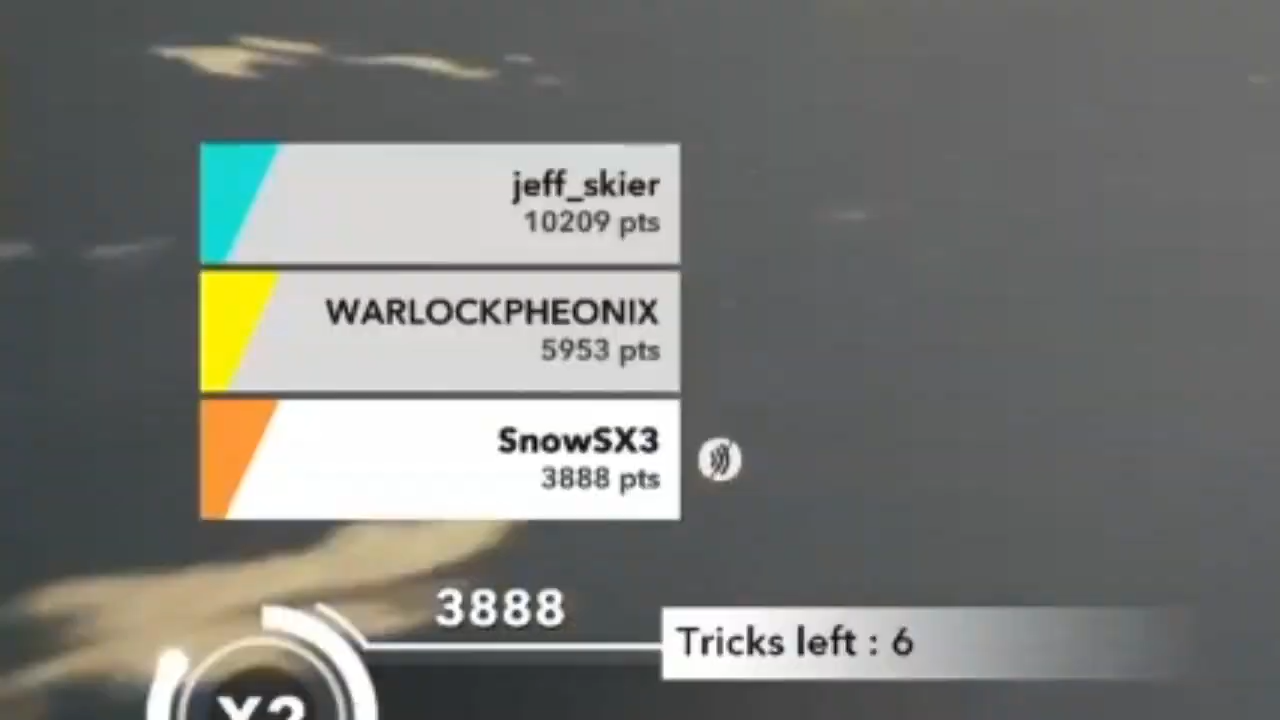 jeff_skier
10209 pts
WARLOCKPHEONIX
5953 pts
SnowSX3
3888 pts
3888
Tricks left : 6